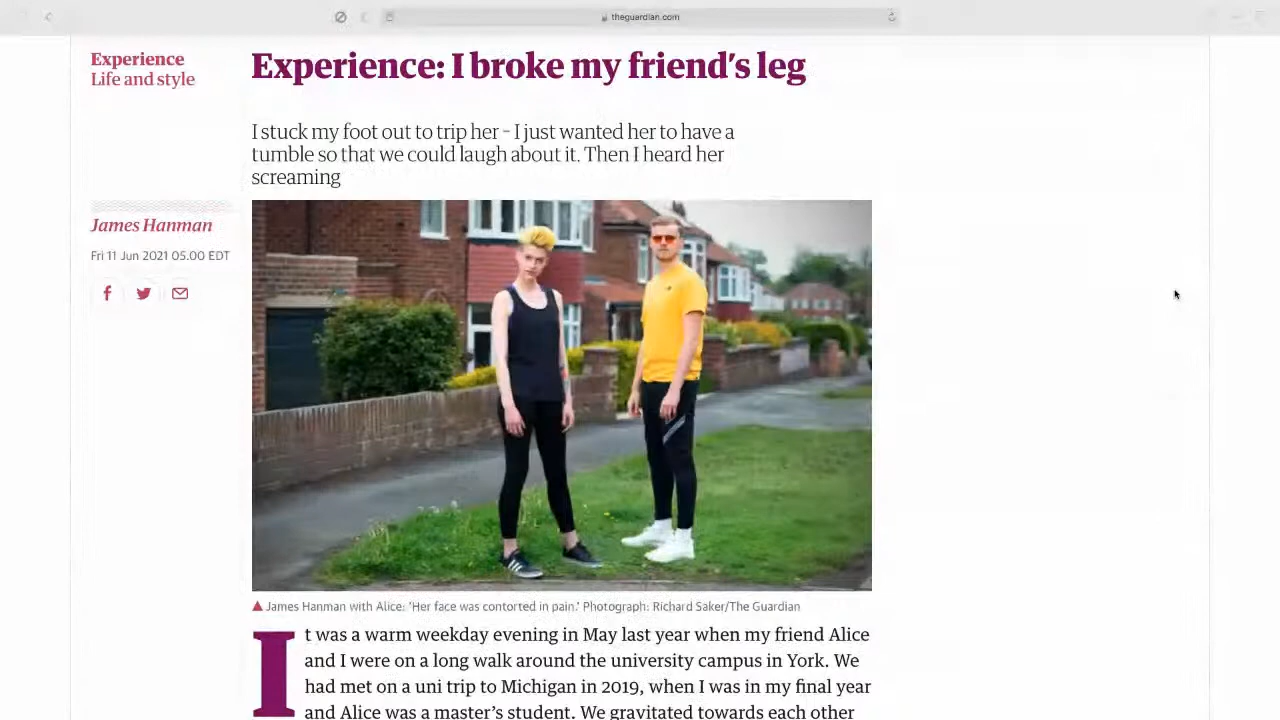 theguardian.com
Experience
Life and style
Experience: I broke my friend's leg
I stuck my foot out to trip her – I just wanted her to have a
tumble so that we could laugh about it. Then I heard her
screaming
James Hanman
Fri 11 Jun 2021 05.00 EDT
James Hanman with Alice: 'Her face was contorted in pain.' Photograph: Richard Saker/The Guardian
It was a warm weekday evening in May last year when my friend Alice
and I were on a long walk around the university campus in York. We
had met on a uni trip to Michigan in 2019, when I was in my final year
and Alice was a master's student. We gravitated towards each other